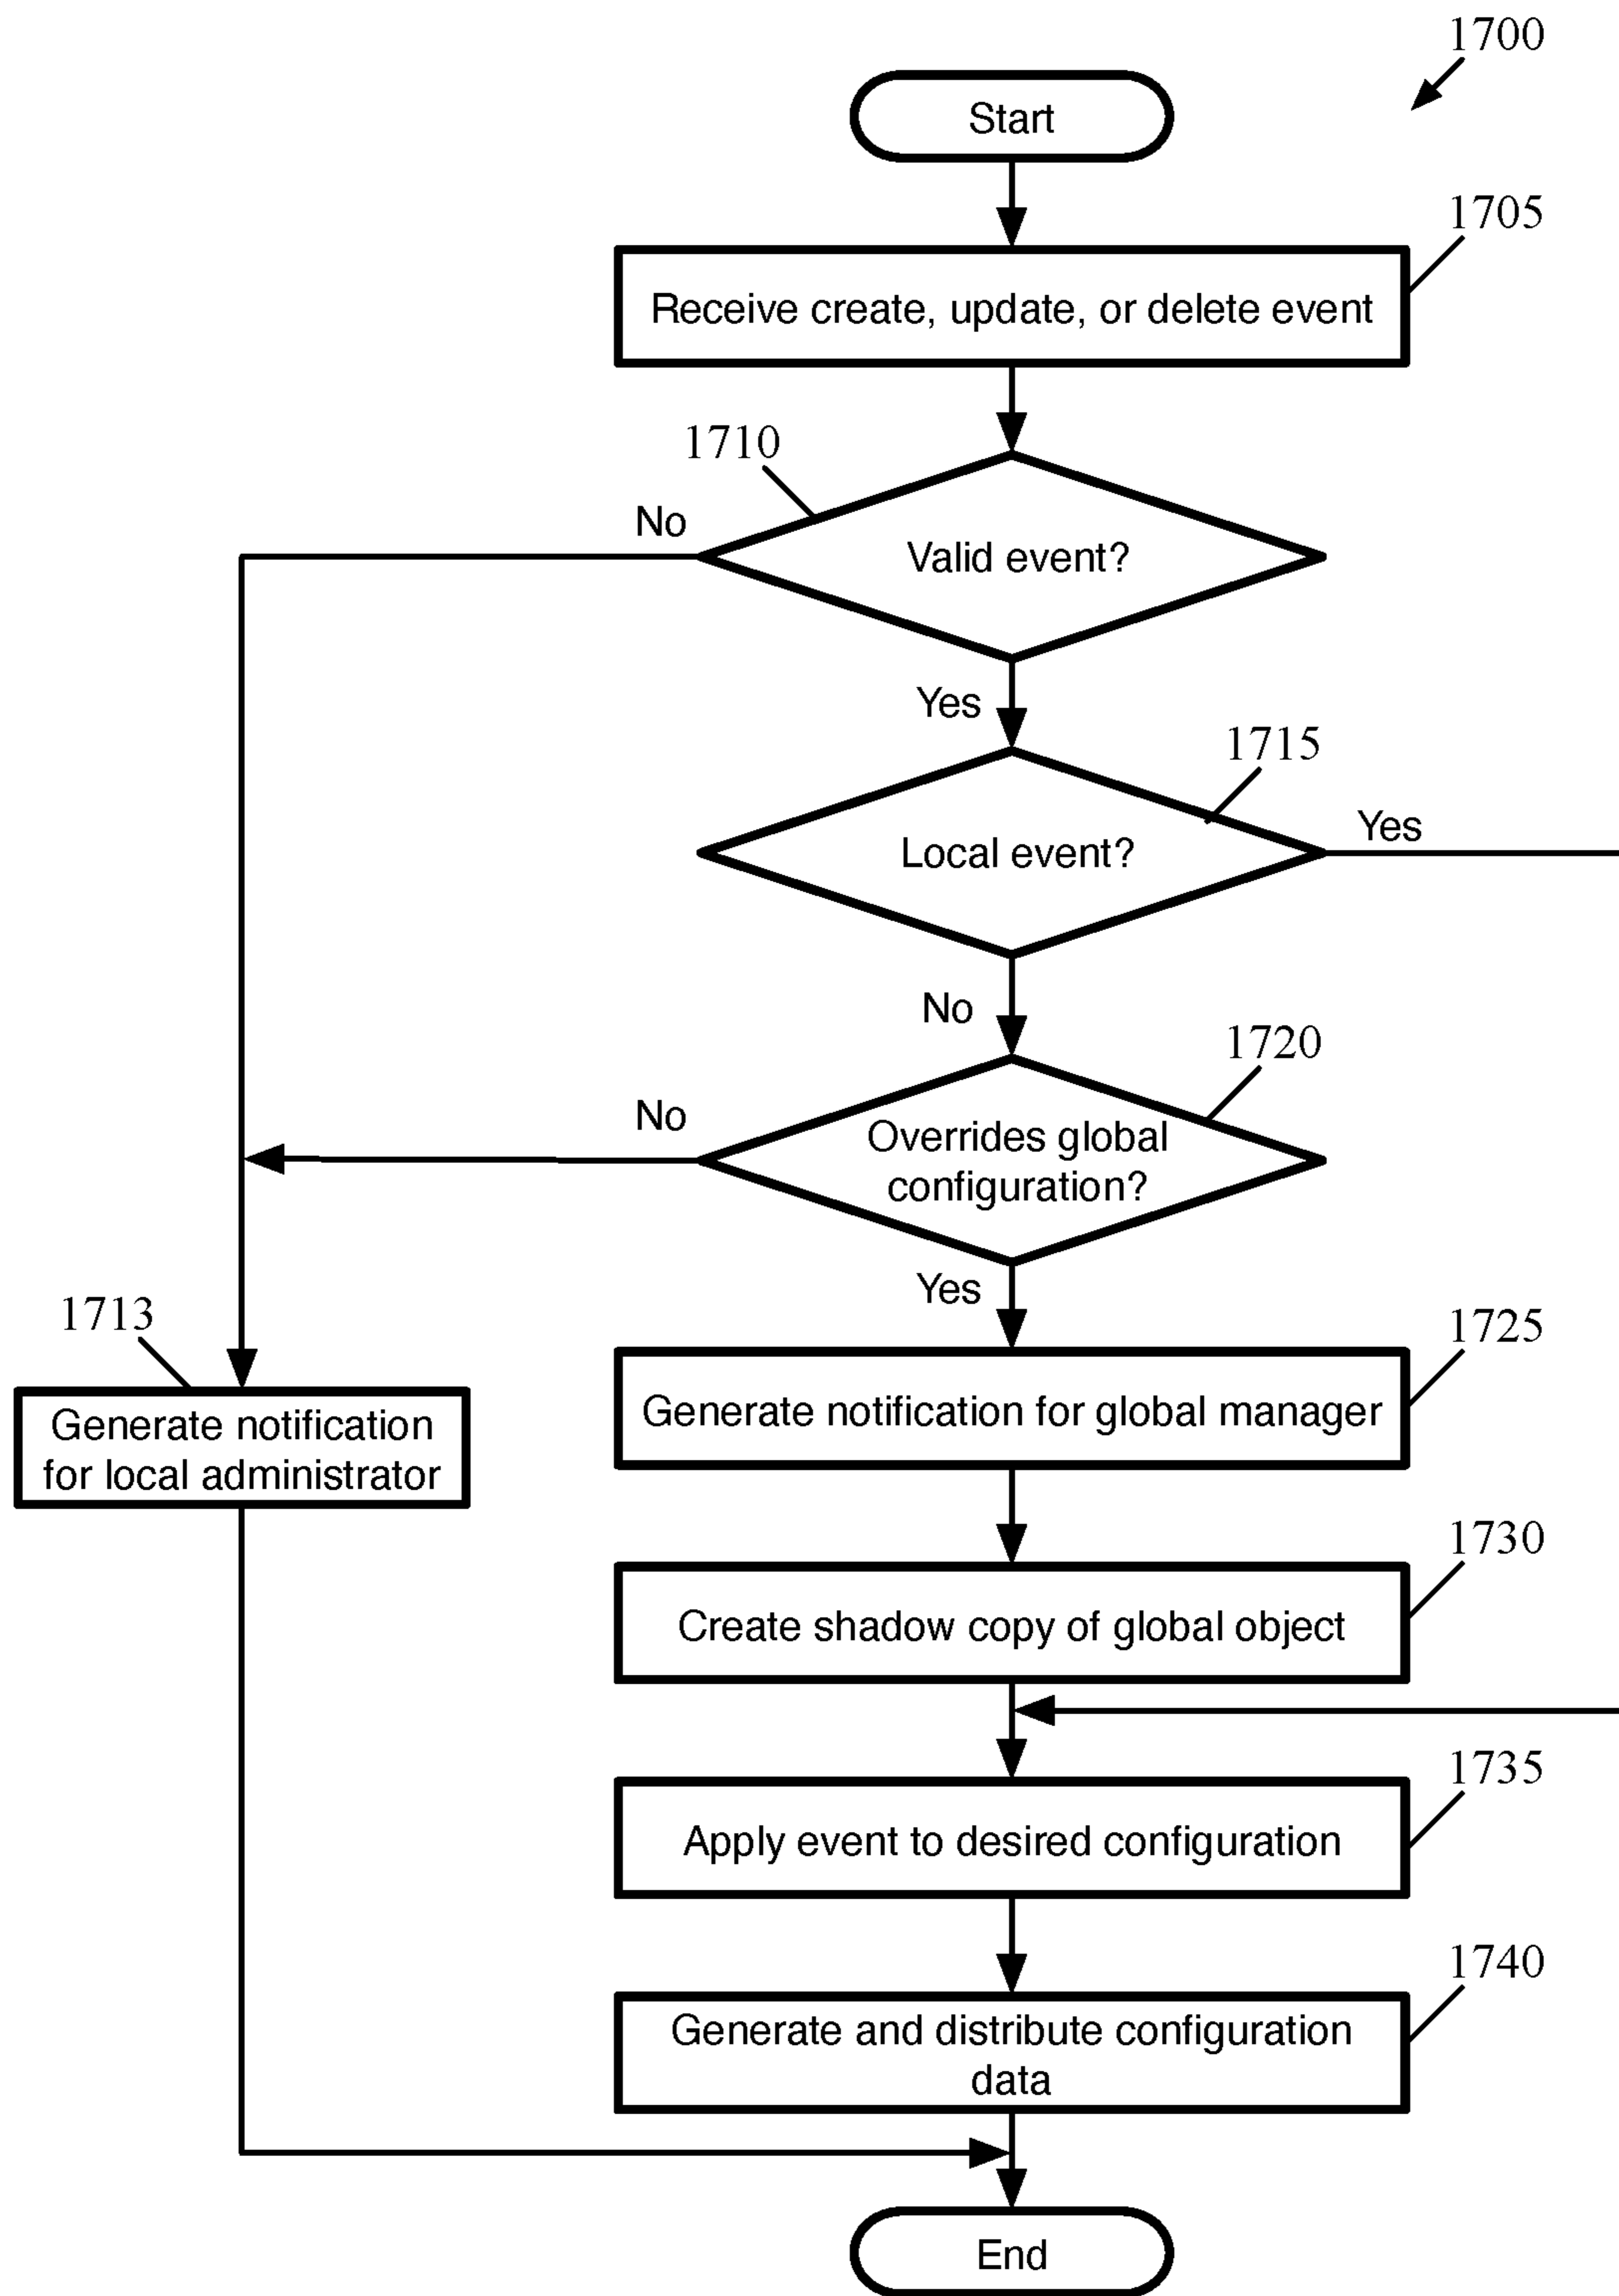 1700
Start
1705
Receive create, update, or delete event
1710
No
Valid event?
Yes
1715
Yes
Local event?
No
1720
No
Overrides global
configuration?
Yes
1713
1725
Generate notification
for local administrator
Generate notification for global manager
1730
Create shadow copy of global object
1735
Apply event to desired configuration
1740
Generate and distribute configuration
data
End